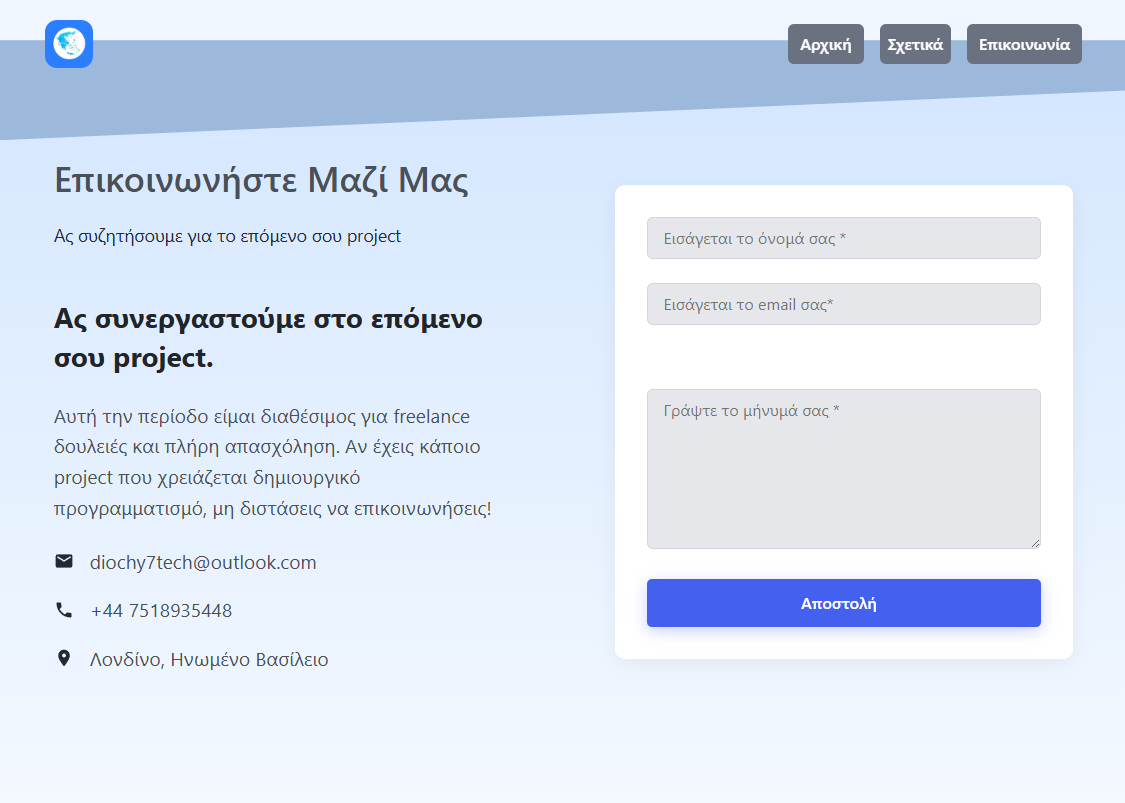 Αρχική
Σχετικά
Επικοινωνία
Επικοινωνήστε Μαζί Μας
Ας συζητήσουμε για το επόμενο σου project
Ας συνεργαστούμε στο επόμενο
σου project.
Αυτή την περίοδο είμαι διαθέσιμος για freelance
δουλειές και πλήρη απασχόληση. Αν έχεις κάποιο
project που χρειάζεται δημιουργικό
προγραμματισμό, μη διστάσεις να επικοινωνήσεις!
diochy7tech@outlook.com
+44 7518935448
Λονδίνο, Ηνωμένο Βασίλειο
Εισάγεται το όνομά σας *
Εισάγεται το email σας*
Γράψτε το μήνυμά σας *
Αποστολή